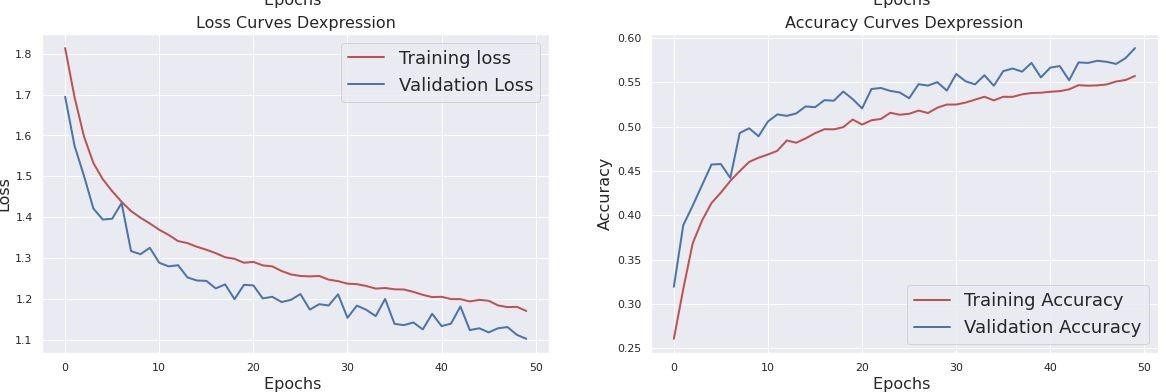 Epochs
Epochs
Loss Curves Dexpression
Accuracy Curves Dexpression
Training loss
Validation Loss
1.8
1.7
1.6
1.5
1.4
1.3
1.2
1.1
Loss
0 10 20 30 40 50
Epochs
0.60
0.55
0.50
0.45
0.40
0.35
0.30
0.25
Accuracy
Training Accuracy
Validation Accuracy
0 10 20 30 40 50
Epochs